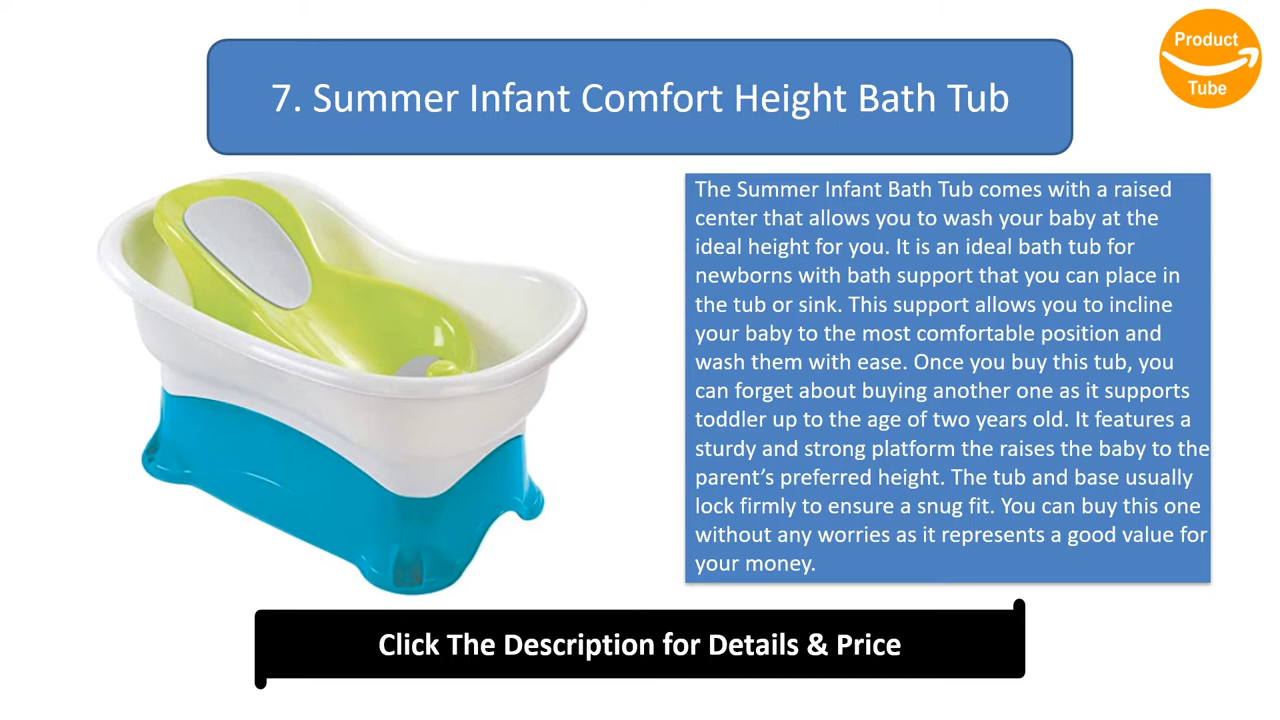 Product
Tube
7. Summer Infant Comfort Height Bath Tub
The Summer Infant Bath Tub comes with a raised
center that allows you to wash your baby at the
ideal height for you. It is an ideal bath tub for
newborns with bath support that you can place in
the tub or sink. This support allows you to incline
your baby to the most comfortable position and
wash them with ease. Once you buy this tub, you
can forget about buying another one as it supports
toddler up to the age of two years old. It features a
sturdy and strong platform the raises the baby to the
parent’s preferred height. The tub and base usually
lock firmly to ensure a snug fit. You can buy this one
without any worries as it represents a good value for
your money.
Click The Description for Details & Price